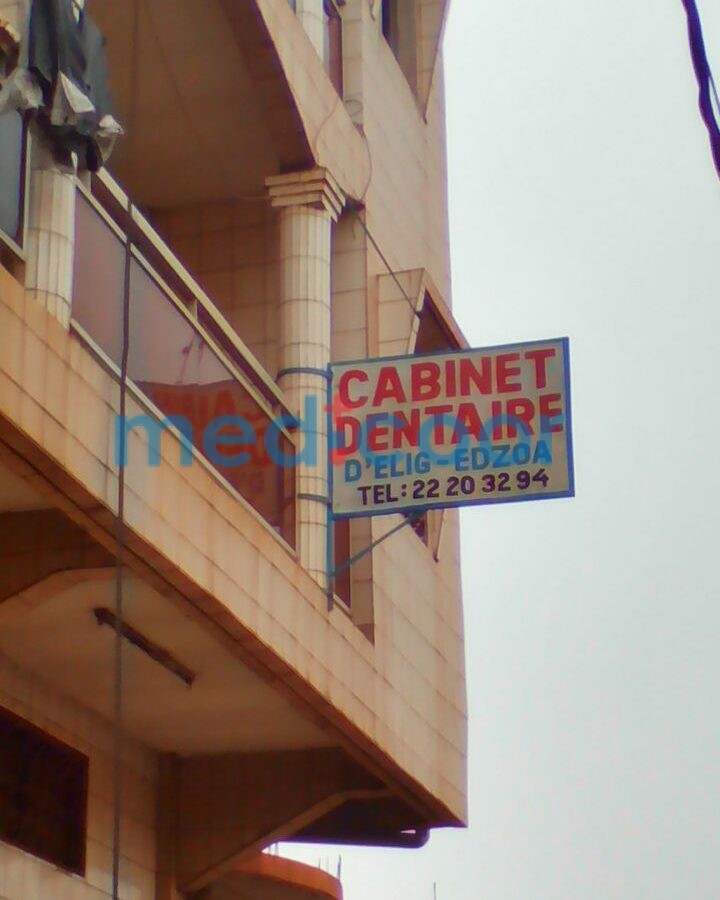 CABINET
DENTAIRE
D'ELIG-EDZOA
TEL: 22 20 32 94